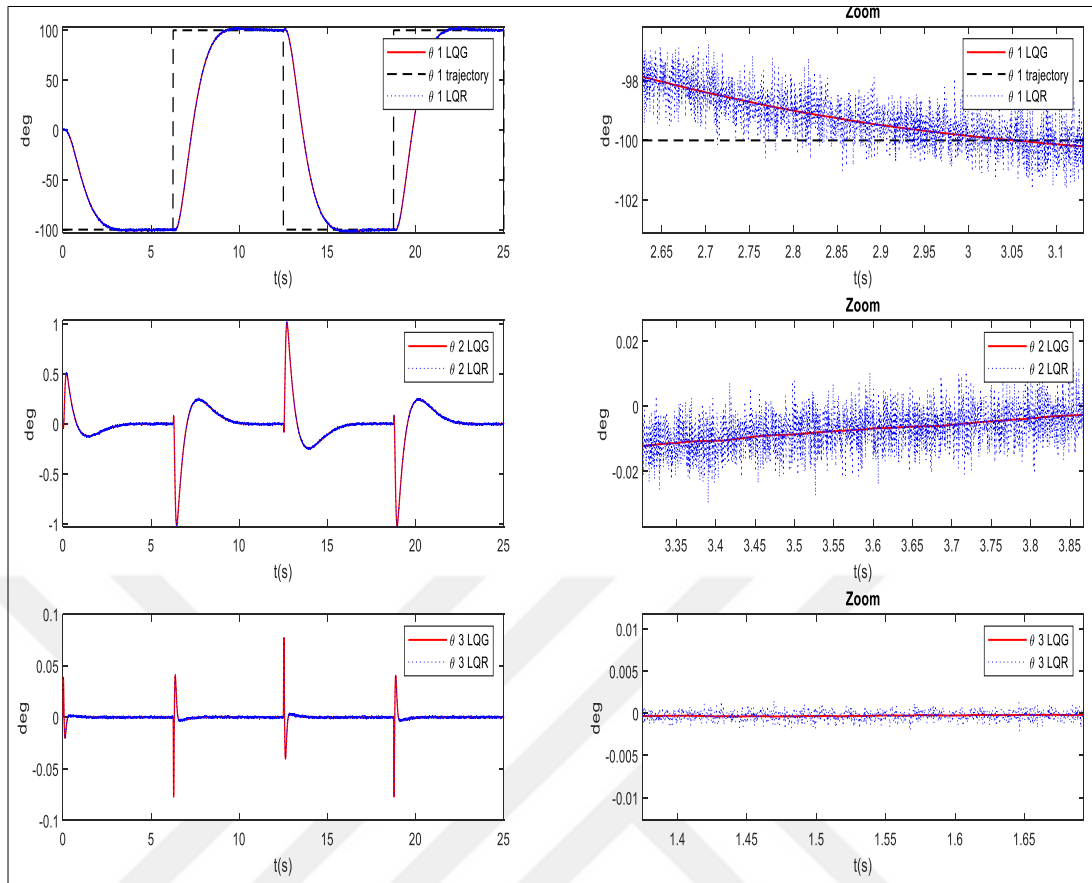 100
50
0
-50
-100
deg
0
5
10
15
20
25
t(s)
θ 1 LQG
θ 1 trajectory
θ 1 LQR
Zoom
-98
-100
-102
deg
2.65
2.7
2.75
2.8
2.85
2.9
2.95
3
3.05
3.1
t(s)
θ 1 LQG
θ 1 trajectory
θ 1 LQR
1
0.5
0
-0.5
-1
deg
0
5
10
15
20
25
t(s)
θ 2 LQG
θ 2 LQR
Zoom
0.02
0
-0.02
deg
3.35
3.4
3.45
3.5
3.55
3.6
3.65
3.7
3.75
3.8
3.85
t(s)
θ 2 LQG
θ 2 LQR
0.1
0.05
0
-0.05
-0.1
deg
0
5
10
15
20
25
t(s)
θ 3 LQG
θ 3 LQR
Zoom
0.01
0.005
0
-0.005
-0.01
deg
1.4
1.45
1.5
1.55
1.6
1.65
t(s)
θ 3 LQG
θ 3 LQR